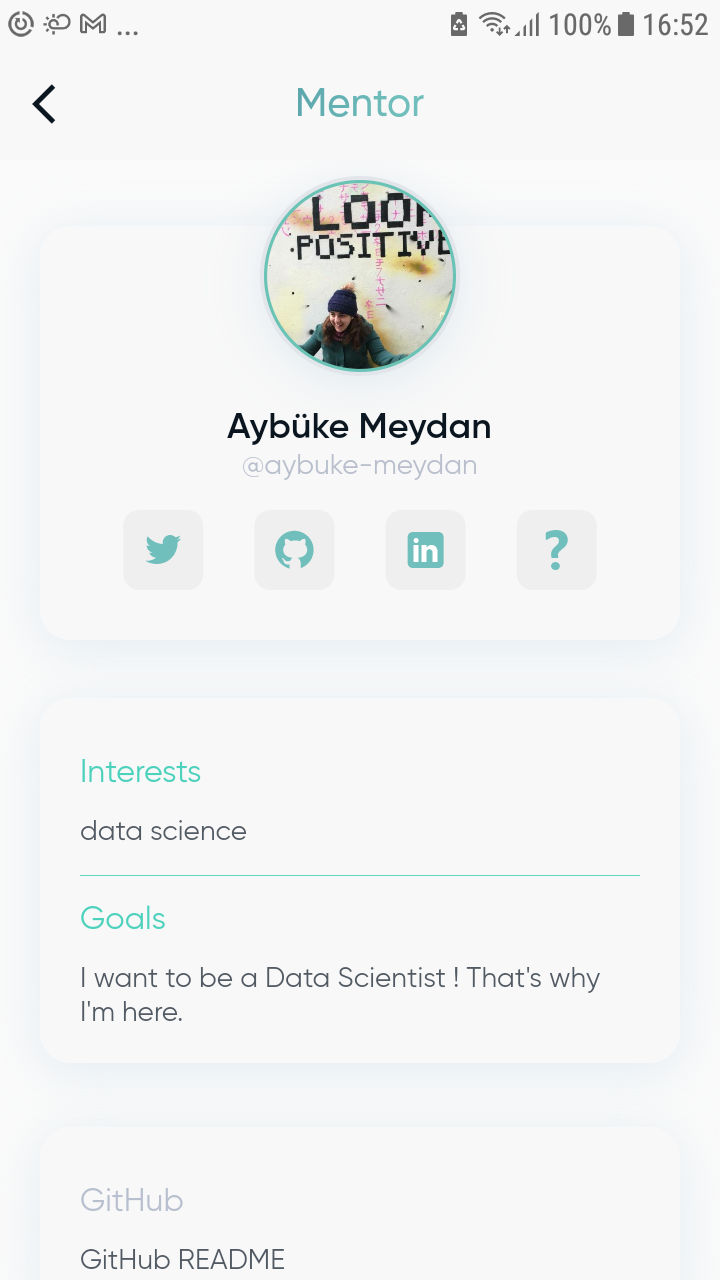 ... 100% 16:52
Mentor
POSITIVE
Aybüke Meydan
@aybuke-meydan
in
?
Interests
data science
Goals
I want to be a Data Scientist ! That's why
I'm here.
GitHub
GitHub README